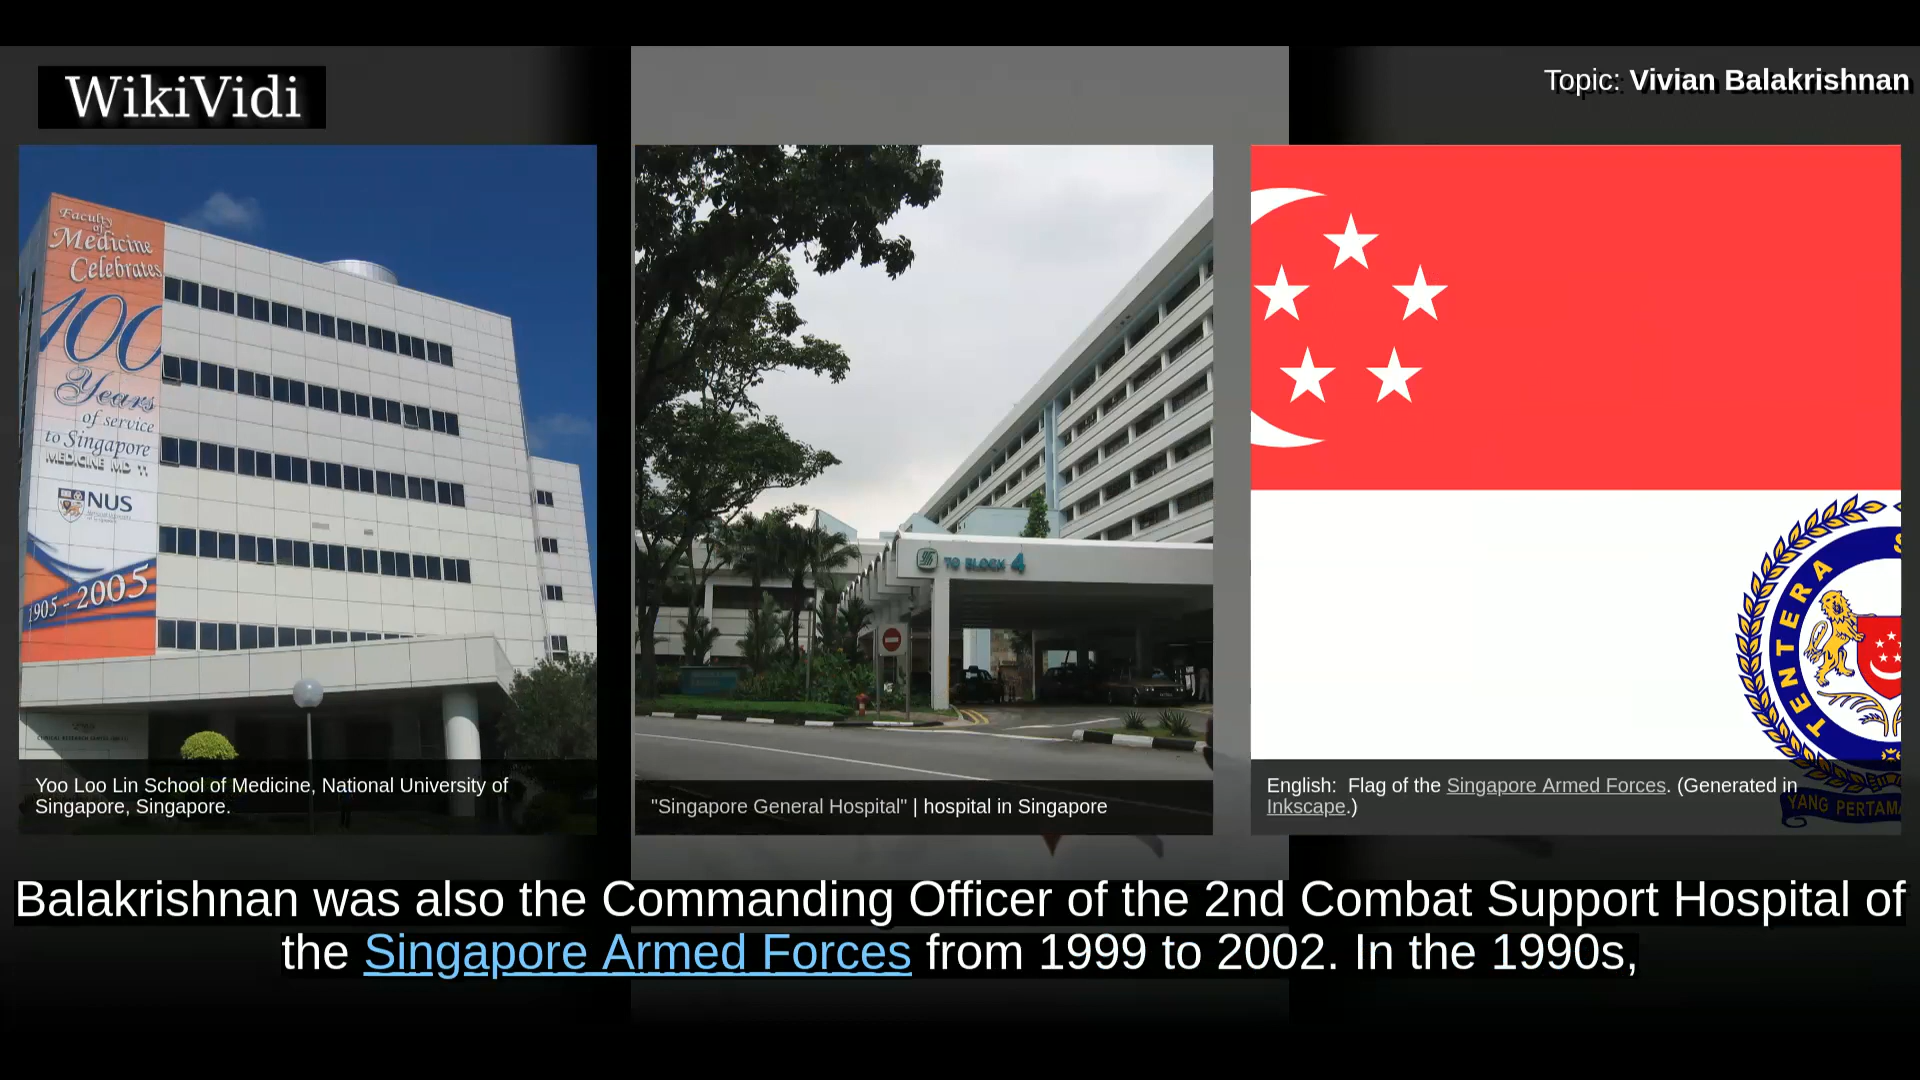 WikiVidi
Topic: Vivian Balakrishnan
Faculty
of
Medicine
Celebrates
100
Years
of service
to Singapore
NUS
1905 - 2005
Yoo Loo Lin School of Medicine, National University of
Singapore, Singapore.
TO BLOCK 4
"Singapore General Hospital" | hospital in Singapore
TENTERA
S
YANG PERTAMA
English:  Flag of the Singapore Armed Forces. (Generated in
Inkscape.)
Balakrishnan was also the Commanding Officer of the 2nd Combat Support Hospital of
the Singapore Armed Forces from 1999 to 2002. In the 1990s,